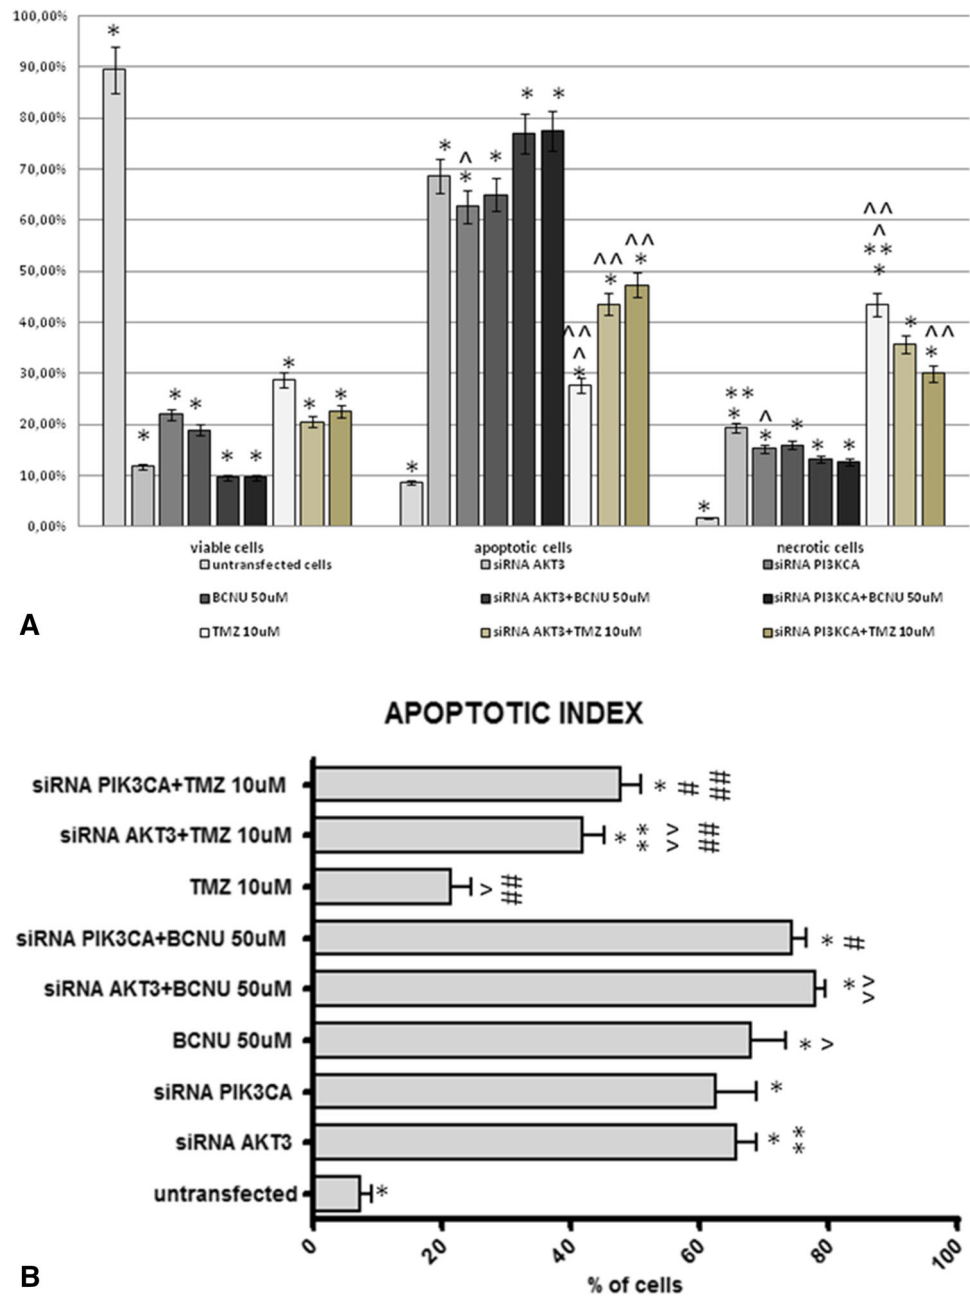 100,00%
90,00%
80,00%
70,00%
60,00%
50,00%
40,00%
30,00%
20,00%
10,00%
0,00%
* * * * * * * * *
* * ^ * * * * ^^ ^ * ^^ * ^^ *
* ** * ^ * * * * ^^ ^ ** * * ^^ *
viable cells apoptotic cells necrotic cells
untransfected cells siRNA AKT3 siRNA PI3KCA
BCNU 50uM siRNA AKT3+BCNU 50uM siRNA PI3KCA+BCNU 50uM
TMZ 10uM siRNA AKT3+TMZ 10uM siRNA PI3KCA+TMZ 10uM
A
APOPTOTIC INDEX
siRNA PIK3CA+TMZ 10uM * # ##
siRNA AKT3+TMZ 10uM * ** >> ##
TMZ 10uM > ##
siRNA PIK3CA+BCNU 50uM * #
siRNA AKT3+BCNU 50uM * >>
BCNU 50uM * >
siRNA PIK3CA *
siRNA AKT3 * **
untransfected *
0 20 40 60 80 100
% of cells
B